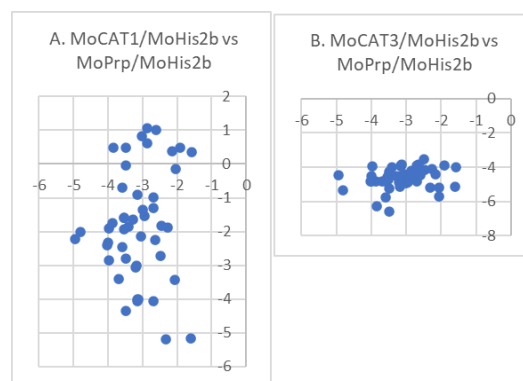 A. MoCAT1/MoHis2b vs
MoPrp/MoHis2b
2
1
0
-6 -5 -4 -3 -2 -1 0
-1
-2
-3
-4
-5
-6
B. MoCAT3/MoHis2b vs
MoPrp/MoHis2b
0
-6 -5 -4 -3 -2 -1 0
-2
-4
-6
-8